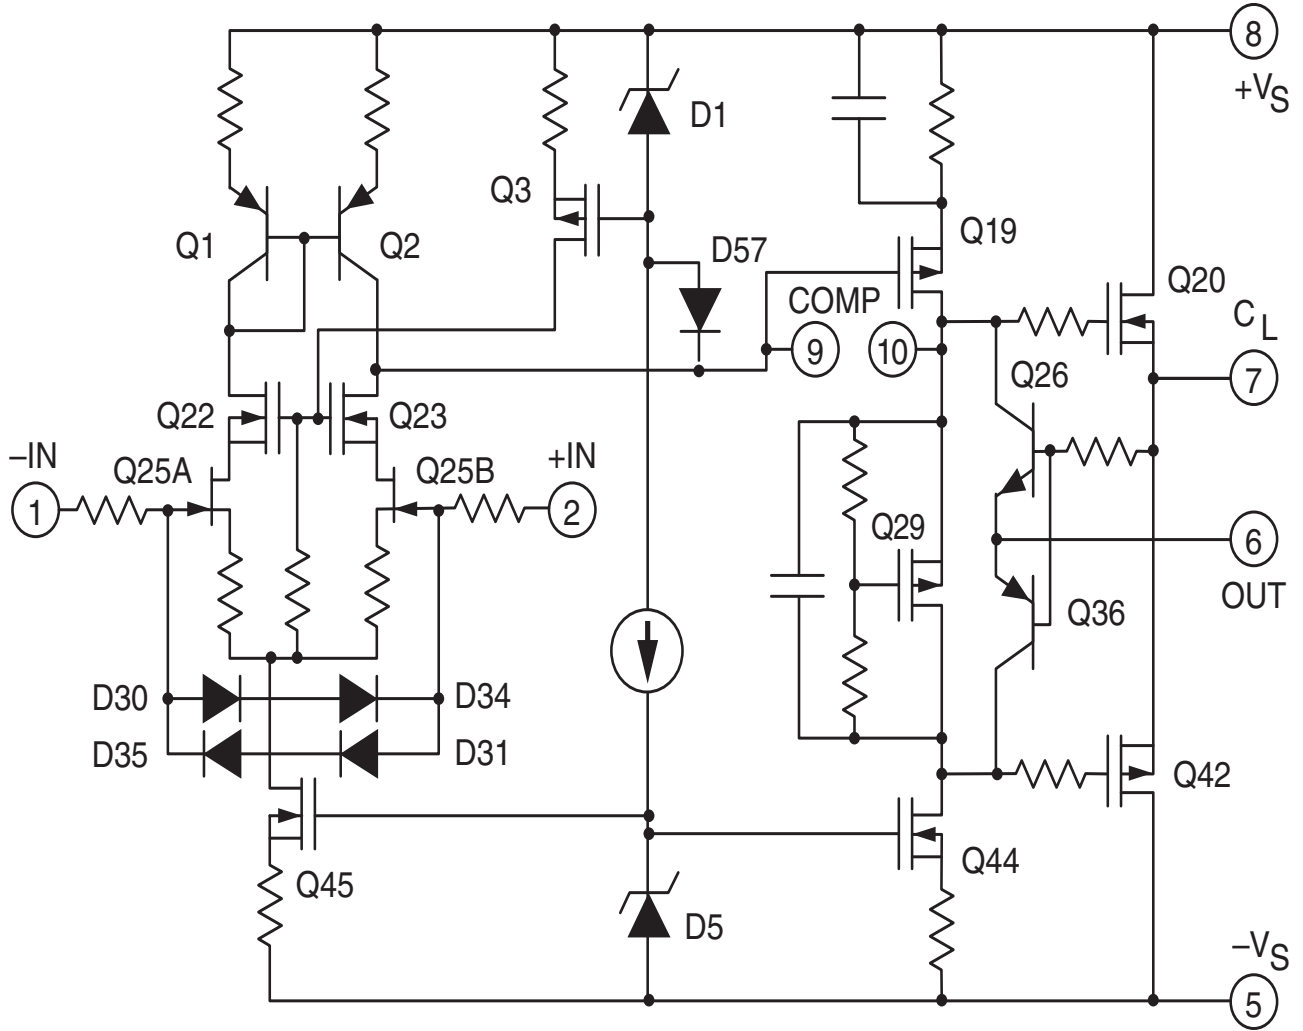 8
+VS
D1
Q3
Q1
Q2
D57
Q19
COMP
9
10
Q20
CL
7
Q26
Q22
Q23
–IN
Q25A
Q25B
+IN
1
2
Q29
6
OUT
Q36
D30
D34
D35
D31
Q42
Q45
Q44
D5
–VS
5